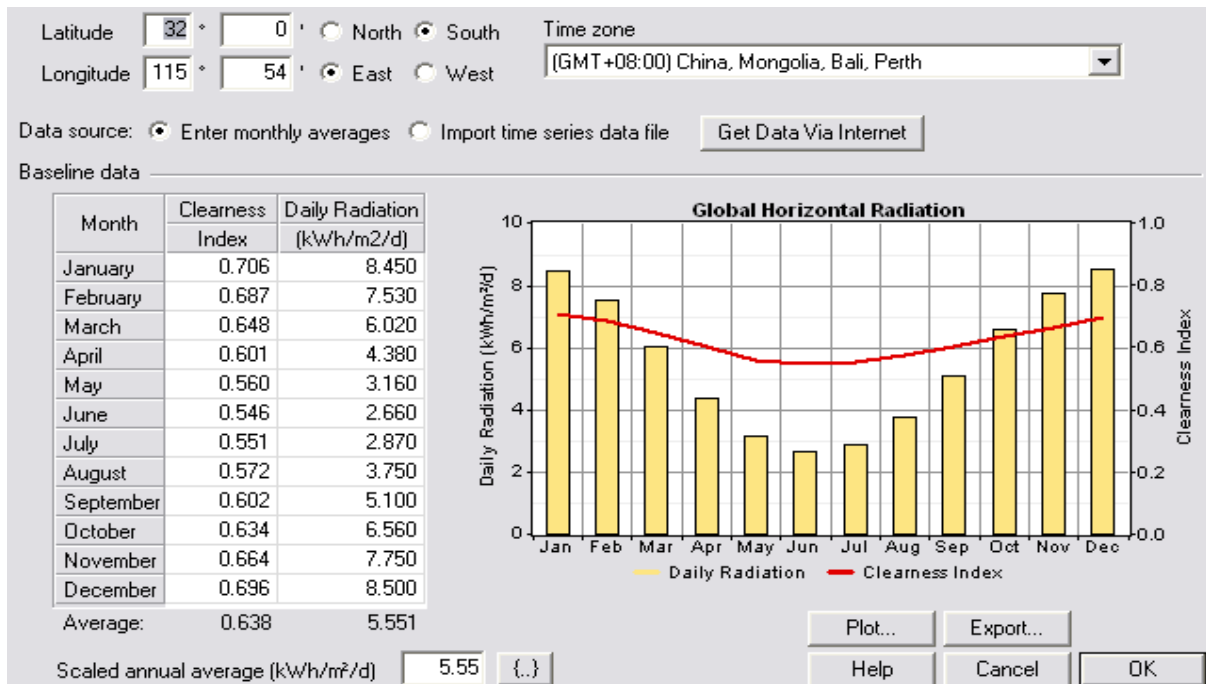 Latitude 32 ° 0 ' North South Time zone
Longitude 115 ° 54 ' East West (GMT+08:00) China, Mongolia, Bali, Perth
Data source: Enter monthly averages Import time series data file Get Data Via Internet
Baseline data
Month Clearness Daily Radiation
Index (kWh/m2/d)
January 0.706 8.450
February 0.687 7.530
March 0.648 6.020
April 0.601 4.380
May 0.560 3.160
June 0.546 2.660
July 0.551 2.870
August 0.572 3.750
September 0.602 5.100
October 0.634 6.560
November 0.664 7.750
December 0.696 8.500
Average: 0.638 5.551
Scaled annual average (kWh/m²/d) 5.55 {..}
Global Horizontal Radiation
Daily Radiation (kWh/m²/d)
10
8
6
4
2
0
1.0
0.8
0.6
0.4
0.2
0.0
Clearness Index
Jan Feb Mar Apr May Jun Jul Aug Sep Oct Nov Dec
Daily Radiation Clearness Index
Plot... Export...
Help Cancel OK